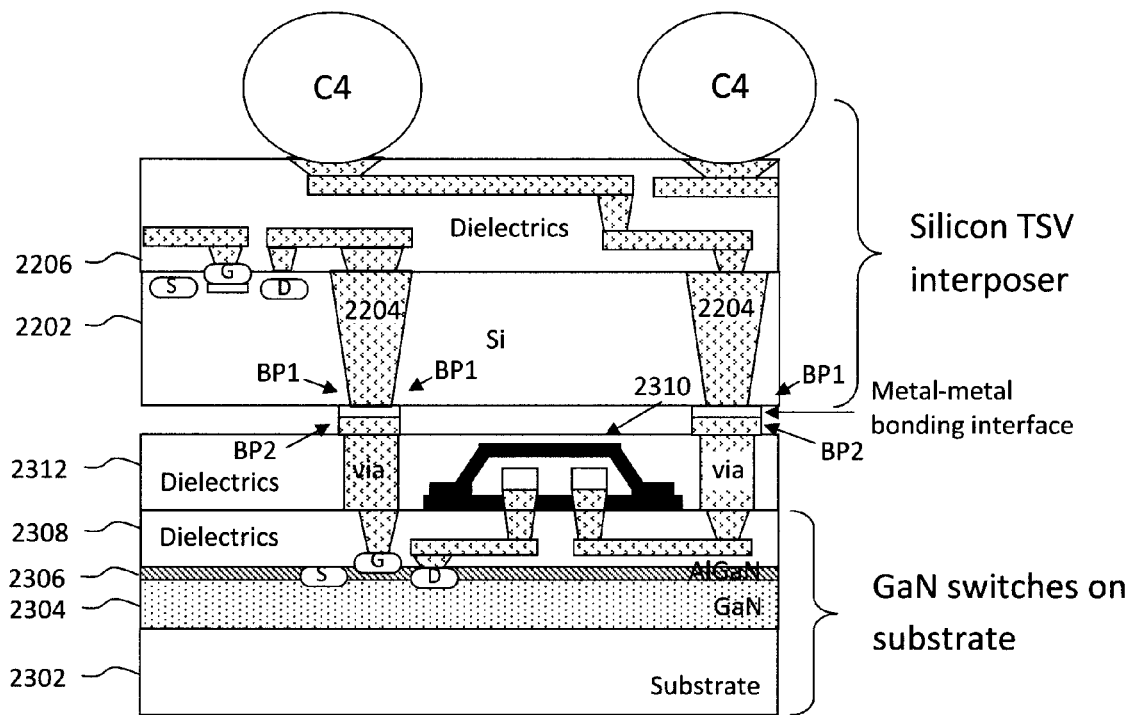 C4
C4
Dielectrics
Silicon TSV
interposer
2206
G
S
D
2202
2204
2204
Si
BP1
BP1
2310
BP1
Metal-metal
bonding interface
BP2
BP2
2312
via
via
Dielectrics
2308
Dielectrics
G
2306
S
D
AlGaN
2304
GaN
GaN switches on
substrate
2302
Substrate